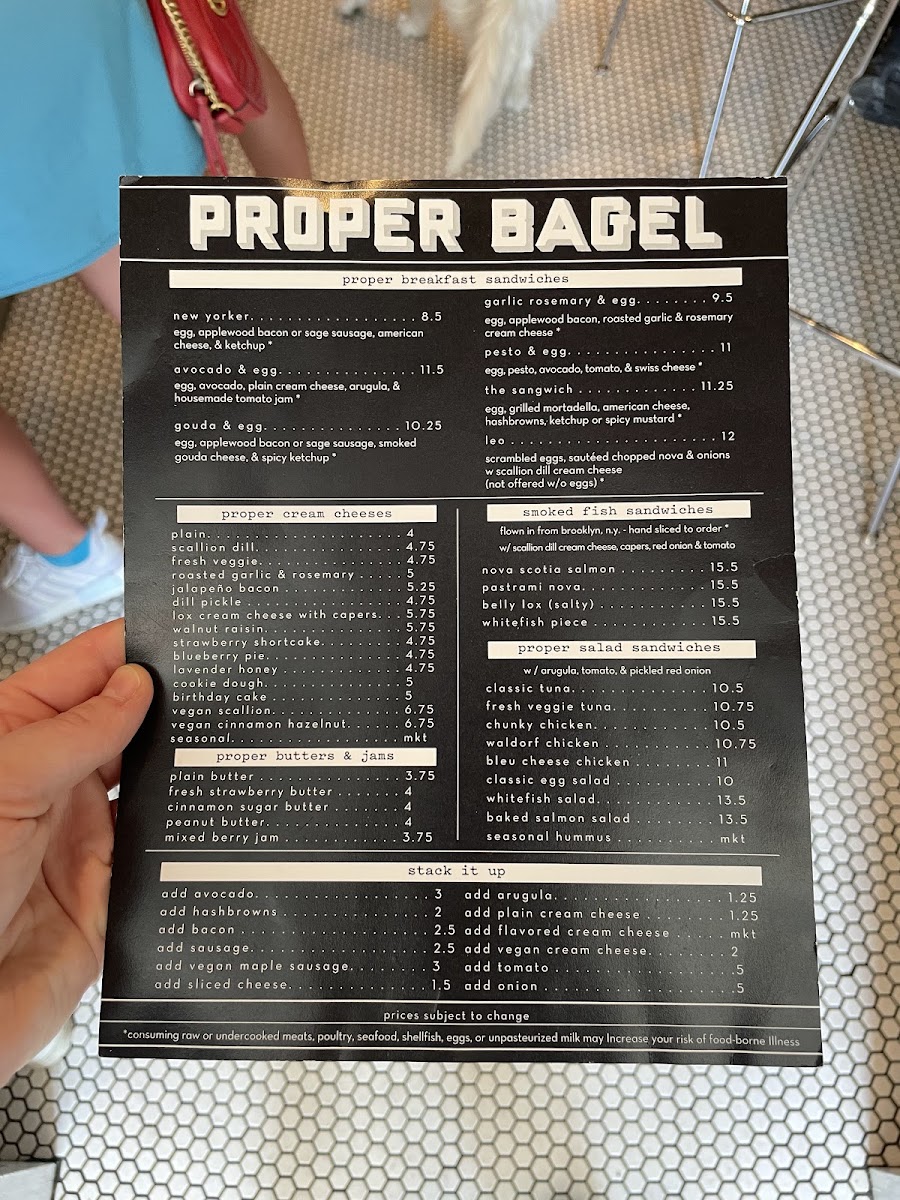 PROPER BAGEL
proper breakfast sandwiches
new yorker. . . . . . . . . . . . . . . . . . 8.5
egg, applewood bacon or sage sausage, american
cheese, & ketchup *
avocado & egg. . . . . . . . . . . . . . . 11.5
egg, avocado, plain cream cheese, arugula, &
housemade tomato jam *
gouda & egg. . . . . . . . . . . . . . . . 10.25
egg, applewood bacon or sage sausage, smoked
gouda cheese, & spicy ketchup *
garlic rosemary & egg. . . . . . . . 9.5
egg, applewood bacon, roasted garlic & rosemary
cream cheese *
pesto & egg. . . . . . . . . . . . . . . . 11
egg, pesto, avocado, tomato, & swiss cheese *
the sangwich . . . . . . . . . . . . . 11.25
egg, grilled mortadella, american cheese,
hashbrowns, ketchup or spicy mustard *
leo . . . . . . . . . . . . . . . . . . . . . . . 12
scrambled eggs, sautéed chopped nova & onions
w scallion dill cream cheese
(not offered w/o eggs) *
proper cream cheeses
plain. . . . . . . . . . . . . . . . . . . . . 4
scallion dill. . . . . . . . . . . . . . . . 4.75
fresh veggie. . . . . . . . . . . . . . . 4.75
roasted garlic & rosemary . . . . . 5
jalapeño bacon . . . . . . . . . . . . . 5.25
dill pickle . . . . . . . . . . . . . . . . . 4.75
lox cream cheese with capers. . . 5.75
walnut raisin. . . . . . . . . . . . . . . 5.75
strawberry shortcake. . . . . . . . . 4.75
blueberry pie. . . . . . . . . . . . . . . 4.75
lavender honey . . . . . . . . . . . . . 4.75
cookie dough. . . . . . . . . . . . . . . 5
birthday cake . . . . . . . . . . . . . . 5
vegan scallion. . . . . . . . . . . . . . 6.75
vegan cinnamon hazelnut. . . . . . 6.75
seasonal. . . . . . . . . . . . . . . . . . mkt
proper butters & jams
plain butter . . . . . . . . . . . . . . . 3.75
fresh strawberry butter . . . . . . . 4
cinnamon sugar butter . . . . . . . . 4
peanut butter. . . . . . . . . . . . . . 4
mixed berry jam . . . . . . . . . . . . 3.75
smoked fish sandwiches
flown in from brooklyn, n.y. - hand sliced to order *
w/ scallion dill cream cheese, capers, red onion & tomato
nova scotia salmon . . . . . . . . . 15.5
pastrami nova. . . . . . . . . . . . . 15.5
belly lox (salty) . . . . . . . . . . . . 15.5
whitefish piece . . . . . . . . . . . . 15.5
proper salad sandwiches
w / arugula, tomato, & pickled red onion
classic tuna. . . . . . . . . . . . . . 10.5
fresh veggie tuna. . . . . . . . . . 10.75
chunky chicken. . . . . . . . . . . . 10.5
waldorf chicken . . . . . . . . . . . 10.75
bleu cheese chicken . . . . . . . . 11
classic egg salad . . . . . . . . . . 10
whitefish salad. . . . . . . . . . . . 13.5
baked salmon salad . . . . . . . . 13.5
seasonal hummus . . . . . . . . . . mkt
stack it up
add avocado. . . . . . . . . . . . . . . . . 3
add hashbrowns . . . . . . . . . . . . . . 2
add bacon . . . . . . . . . . . . . . . . . . 2.5
add sausage. . . . . . . . . . . . . . . . . 2.5
add vegan maple sausage. . . . . . . . 3
add sliced cheese. . . . . . . . . . . . . 1.5
add arugula. . . . . . . . . . . . . . . . . 1.25
add plain cream cheese . . . . . . . . . 1.25
add flavored cream cheese . . . . . . mkt
add vegan cream cheese. . . . . . . . 2
add tomato . . . . . . . . . . . . . . . . . .5
add onion . . . . . . . . . . . . . . . . . . .5
prices subject to change
*consuming raw or undercooked meats, poultry, seafood, shellfish, eggs, or unpasteurized milk may Increase your risk of food-borne Illness